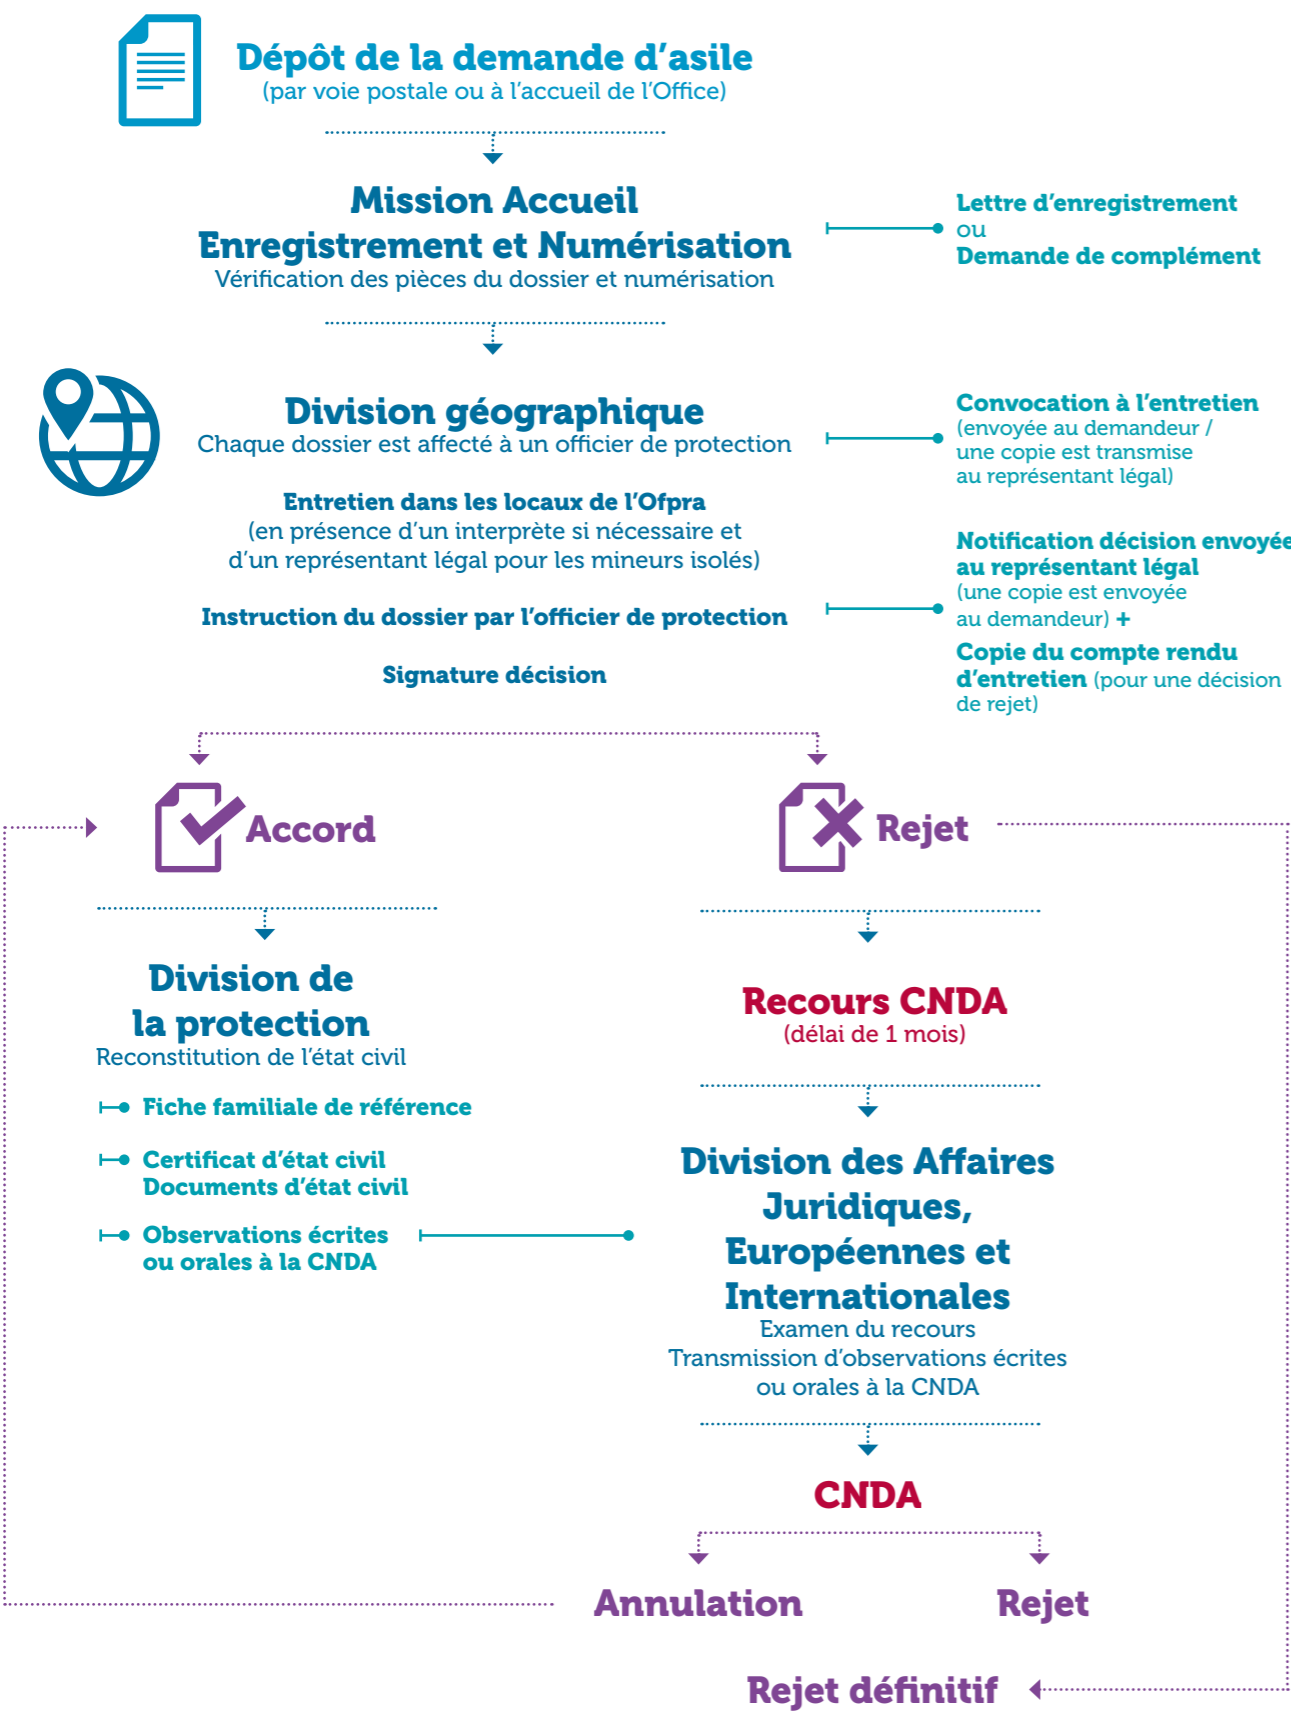 Dépôt de la demande d’asile
(par voie postale ou à l’accueil de l’Office)
Mission Accueil
Enregistrement et Numérisation
Vérification des pièces du dossier et numérisation
Lettre d’enregistrement
ou
Demande de complément
Division géographique
Chaque dossier est affecté à un officier de protection
Convocation à l’entretien
(envoyée au demandeur /
une copie est transmise
au représentant légal)
Entretien dans les locaux de l’Ofpra
(en présence d’un interprète si nécessaire et
d’un représentant légal pour les mineurs isolés)
Instruction du dossier par l’officier de protection
Signature décision
Notification décision envoyée
au représentant légal
(une copie est envoyée
au demandeur) +
Copie du compte rendu
d’entretien (pour une décision
de rejet)
Accord
Rejet
Division de
la protection
Reconstitution de l’état civil
Fiche familiale de référence
Certificat d’état civil
Documents d’état civil
Observations écrites
ou orales à la CNDA
Recours CNDA
(délai de 1 mois)
Division des Affaires
Juridiques,
Européennes et
Internationales
Examen du recours
Transmission d’observations écrites
ou orales à la CNDA
CNDA
Annulation
Rejet
Rejet définitif